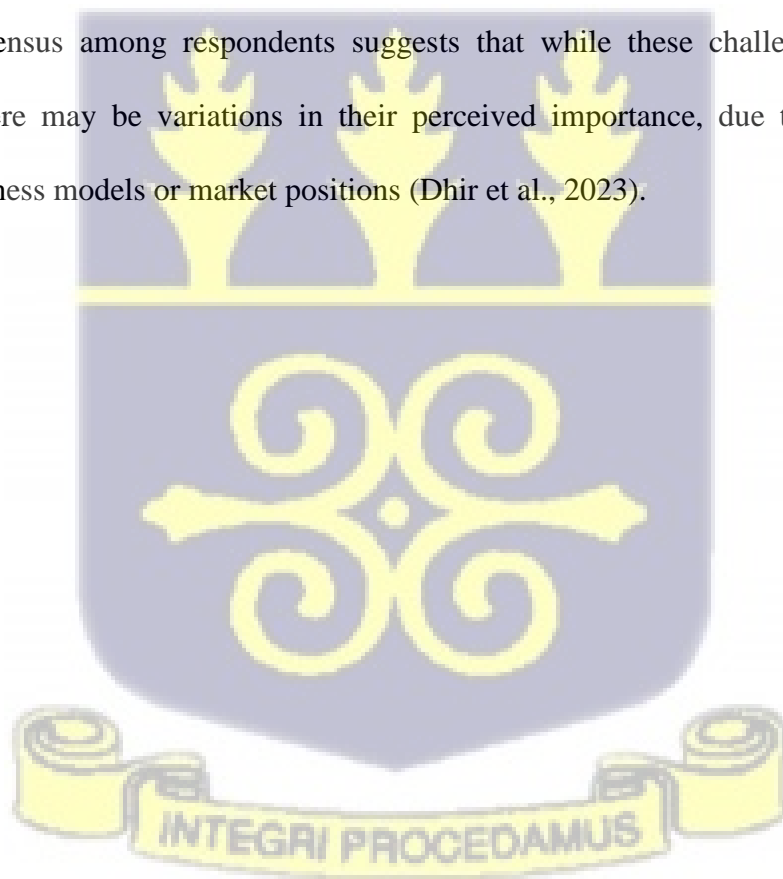 ensus among respondents suggests that while these challe
ere may be variations in their perceived importance, due t
ness models or market positions (Dhir et al., 2023).
INTEGRI PROCEDAMUS